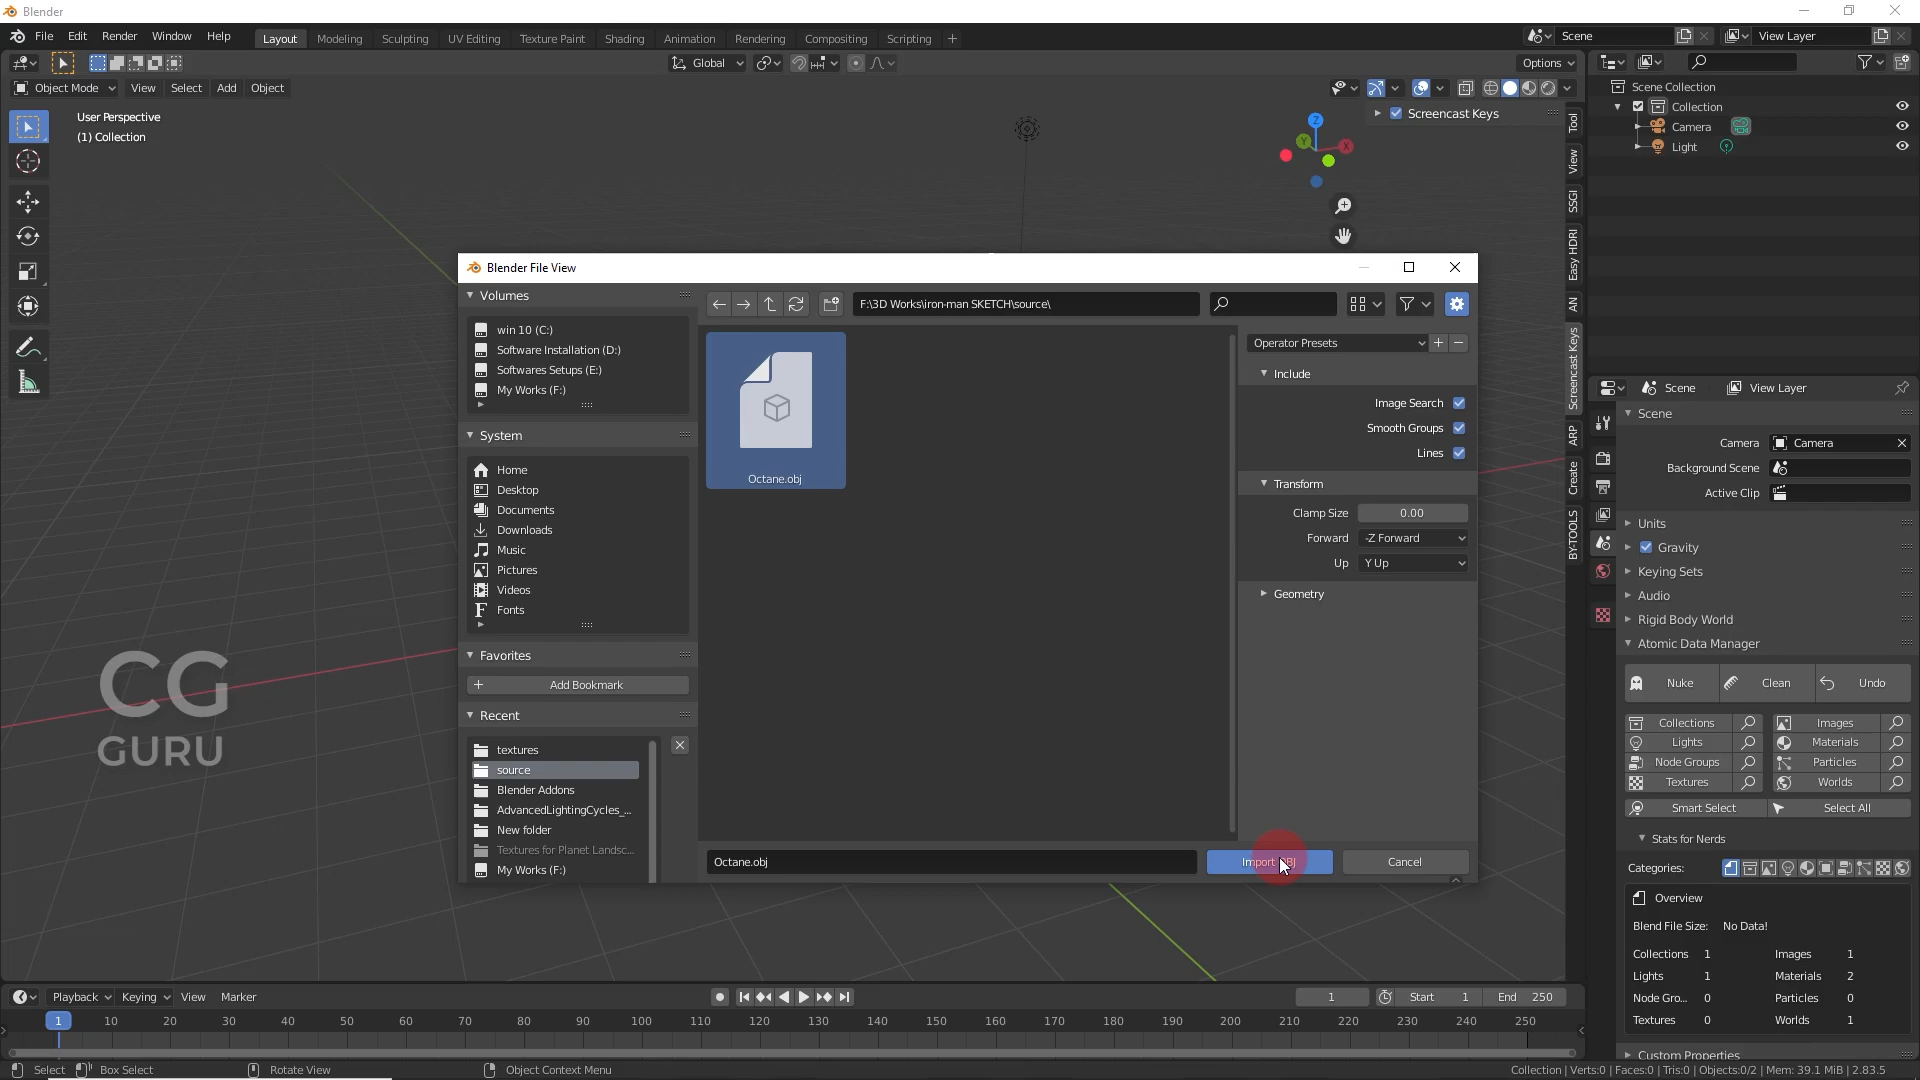 Blender
File Edit Render Window Help
Layout Modeling Sculpting UV Editing Texture Paint Shading Animation Rendering Compositing Scripting +
Scene
View Layer
Global
Options
Object Mode View Select Add Object
User Perspective
(1) Collection
Screencast Keys
Z
Y
X
Tool
View
SSGI
Easy HDRI
AN
Screencast Keys
ARP
Create
BY-TOOLS
Scene Collection
Collection
Camera
Light
Blender File View
Volumes
win 10 (C:)
Software Installation (D:)
Softwares Setups (E:)
My Works (F:)
System
Home
Desktop
Documents
Downloads
Music
Pictures
Videos
Fonts
Favorites
Add Bookmark
Recent
textures
source
Blender Addons
AdvancedLightingCycles_...
New folder
Textures for Planet Landsc...
My Works (F:)
F:\3D Works\iron-man SKETCH\source\
Octane.obj
Operator Presets
Include
Image Search
Smooth Groups
Lines
Transform
Clamp Size 0.00
Forward -Z Forward
Up Y Up
Geometry
Octane.obj
Cancel
CG
GURU
Scene View Layer
Scene
Camera Camera
Background Scene
Active Clip
Units
Gravity
Keying Sets
Audio
Rigid Body World
Atomic Data Manager
Nuke Clean Undo
Collections Images
Lights Materials
Node Groups Particles
Textures Worlds
Smart Select Select All
Stats for Nerds
Categories:
Overview
Blend File Size: No Data!
Collections 1 Images 1
Lights 1 Materials 2
Node Gro... 0 Particles 0
Textures 0 Worlds 1
Custom Properties
Playback Keying View Marker
1
Start 1
End 250
1 10 20 30 40 50 60 70 80 90 100 110 120 130 140 150 160 170 180 190 200 210 220 230 240 250
Select Box Select Rotate View Object Context Menu
Collection | Verts:0 | Faces:0 | Tris:0 | Objects:0/2 | Mem: 39.1 MiB | 2.83.5